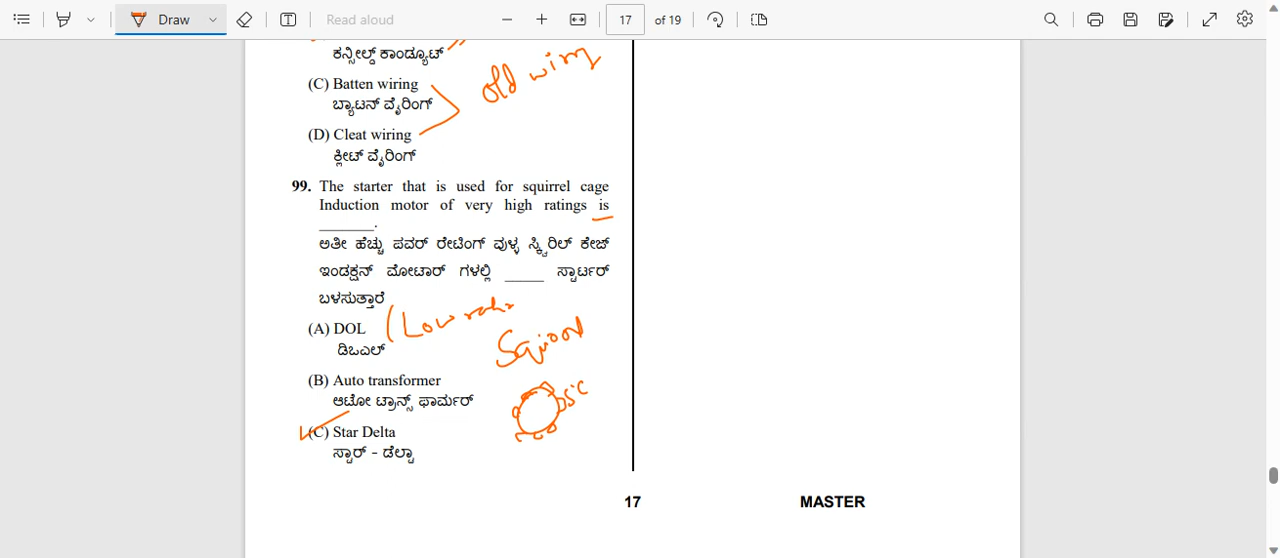 Draw
Read aloud
17 of 19
ಕನ್ಸೀಲ್ಡ್ ಕಾಂಡ್ಯೂಟ್
(C) Batten wiring
ಬ್ಯಾಟನ್ ವೈರಿಂಗ್
old wiring
(D) Cleat wiring
ಕ್ಲೀಟ್ ವೈರಿಂಗ್
99. The starter that is used for squirrel cage
Induction motor of very high ratings is
_______.
ಅತೀ ಹೆಚ್ಚು ಪವರ್ ರೇಟಿಂಗ್ ವುಳ್ಳ ಸ್ಕ್ವಿರಿಲ್ ಕೇಜ್
ಇಂಡಕ್ಷನ್ ಮೋಟಾರ್ ಗಳಲ್ಲಿ _____ ಸ್ಟಾರ್ಟರ್
ಬಳಸುತ್ತಾರೆ
(A) DOL (Low
ಡಿಒಎಲ್
(B) Auto transformer
ಆಟೋ ಟ್ರಾನ್ಸ್ ಫಾರ್ಮರ್
SC
(C) Star Delta
ಸ್ಟಾರ್ - ಡೆಲ್ಟಾ
17 MASTER